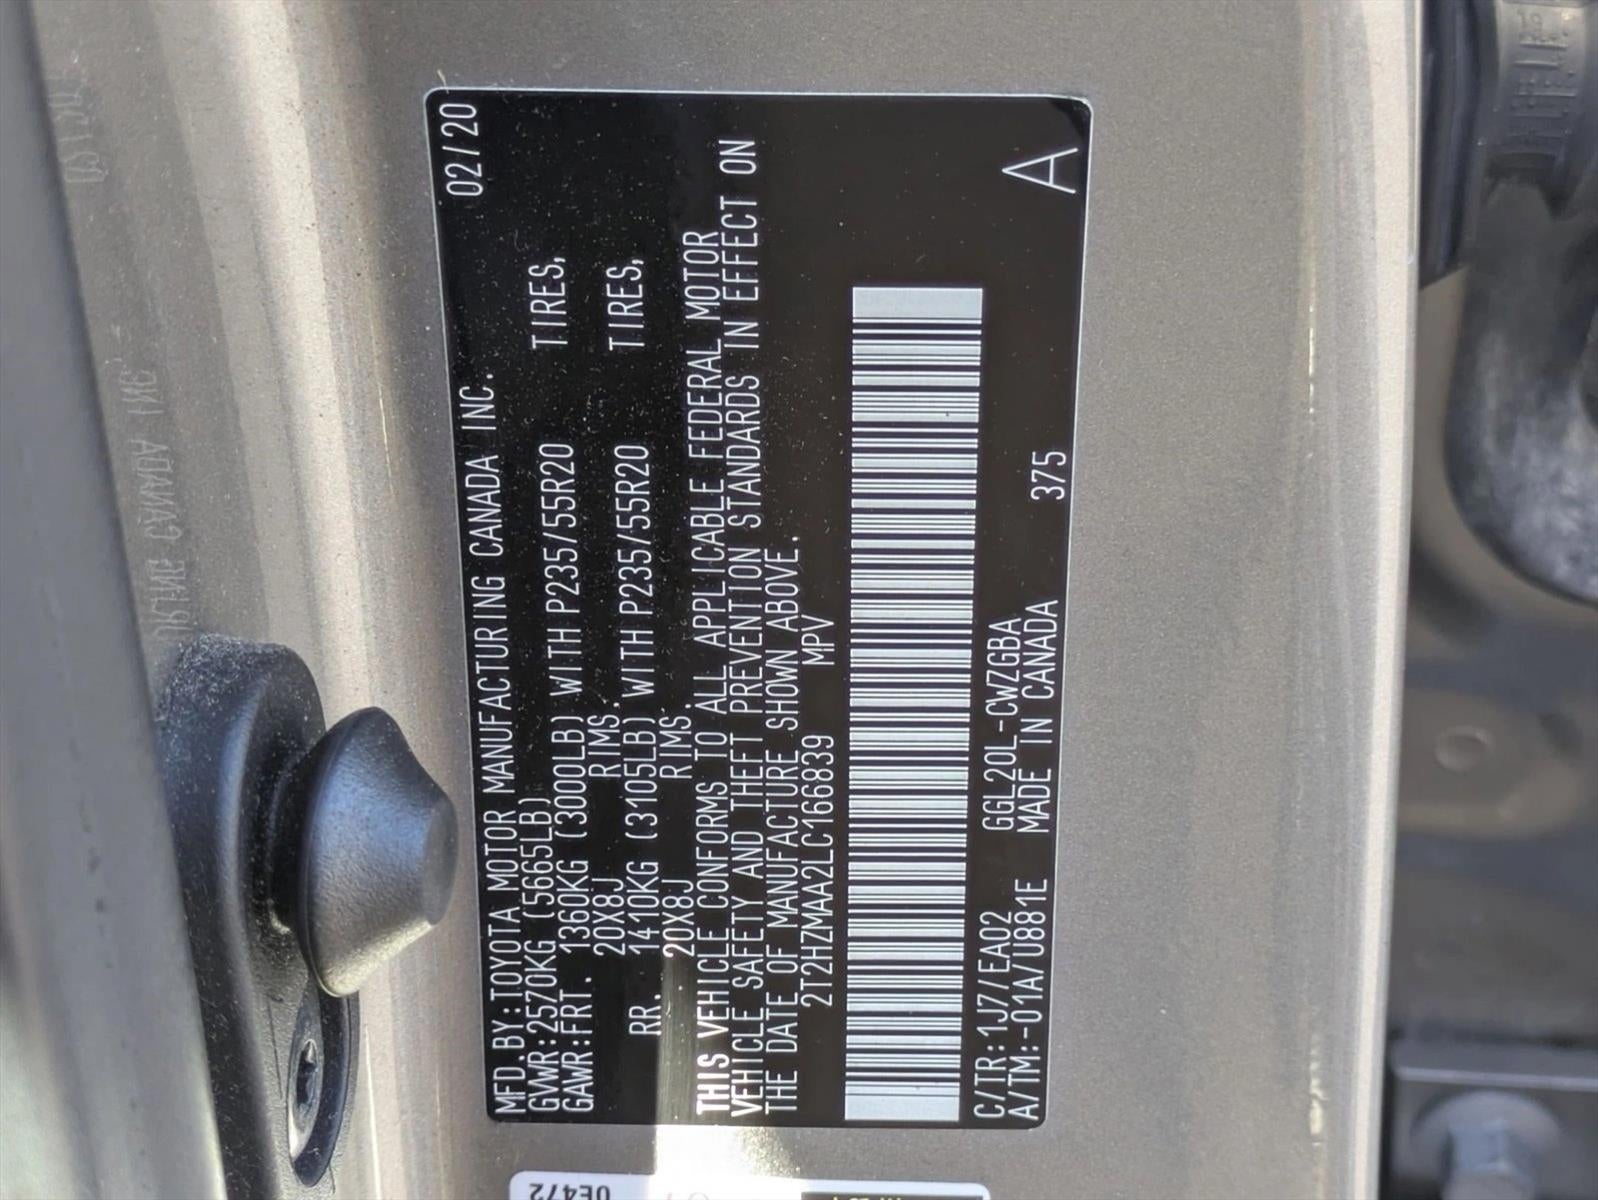 02/20
MFD.BY:TOYOTA MOTOR MANUFACTURING CANADA INC.
GVWR:2570KG (5665LB)
GAWR:FRT. 1360KG (3000LB) WITH P235/55R20 TIRES,
20X8J RIMS.
RR. 1410KG (3105LB) WITH P235/55R20 TIRES,
20X8J RIMS.
THIS VEHICLE CONFORMS TO ALL APPLICABLE FEDERAL MOTOR
VEHICLE SAFETY AND THEFT PREVENTION STANDARDS IN EFFECT ON
THE DATE OF MANUFACTURE SHOWN ABOVE.
2T2HZMAA2LC166839 MPV
C/TR:1J7/EA02 GGL20L-CWZGBA
A/TM:-01A/U881E MADE IN CANADA 375
A
0E472